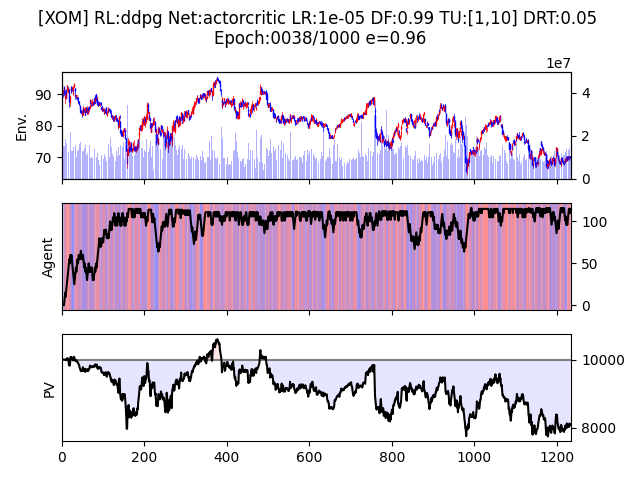 [XOM] RL:ddpg Net:actorcritic LR:1e-05 DF:0.99 TU:[1,10] DRT:0.05
Epoch:0038/1000 e=0.96
1e7
Env.
90
80
70
4
2
0
Agent
100
50
0
PV
10000
8000
0 200 400 600 800 1000 1200